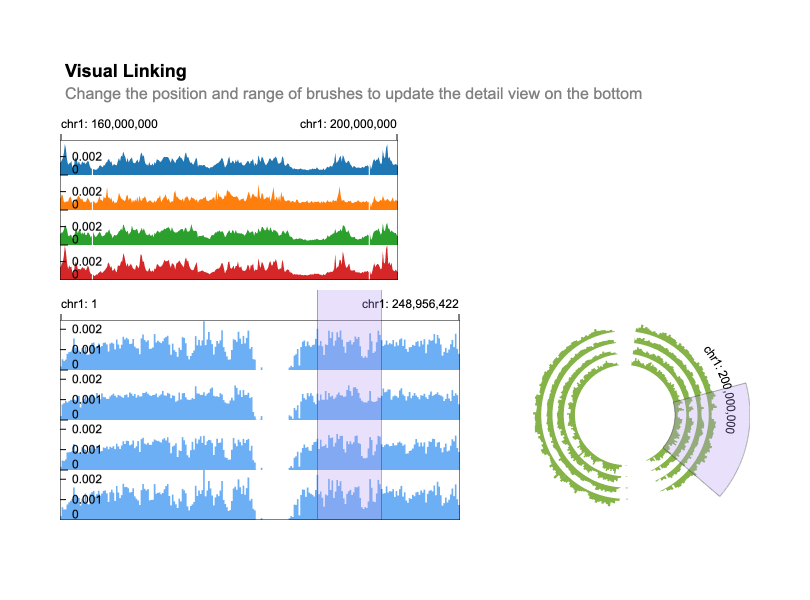 Visual Linking
Change the position and range of brushes to update the detail view on the bottom
chr1: 160,000,000
chr1: 200,000,000
0.002
0
0.002
0
0.002
0
0.002
0
chr1: 1
chr1: 248,956,422
0.002
0.001
0
0.002
0.001
0
0.002
0.001
0
0.002
0.001
0
chr1: 200,000,000